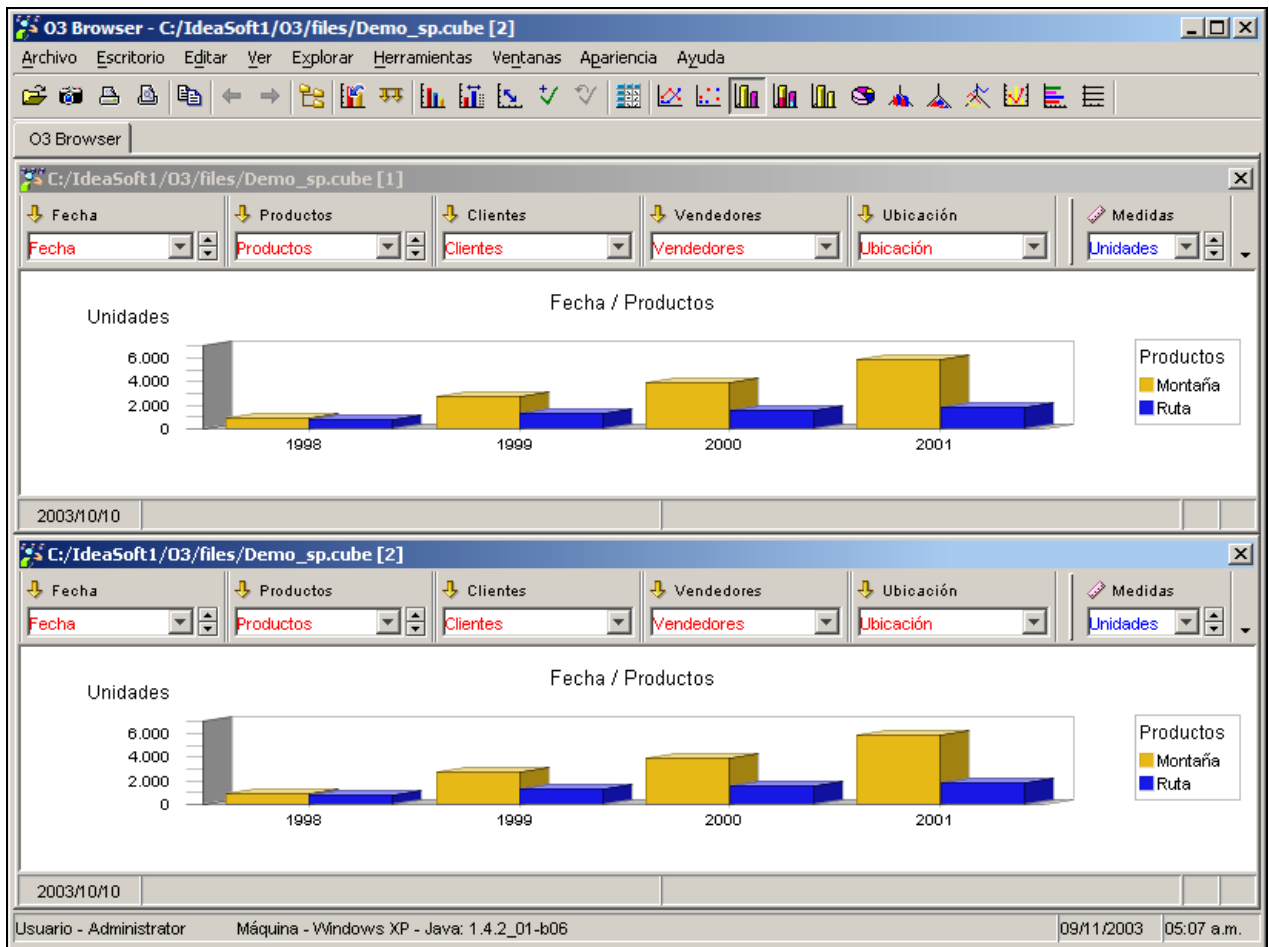 O3 Browser - C:/IdeaSoft1/O3/files/Demo_sp.cube [2]
Archivo Escritorio Editar Ver Explorar Herramientas Ventanas Apariencia Ayuda
O3 Browser
C:/IdeaSoft1/O3/files/Demo_sp.cube [1]
Fecha Productos Clientes Vendedores Ubicación Medidas
Fecha Productos Clientes Vendedores Ubicación Unidades
Fecha / Productos
Unidades
6.000
4.000
2.000
0
1998 1999 2000 2001
Productos
Montaña
Ruta
2003/10/10
C:/IdeaSoft1/O3/files/Demo_sp.cube [2]
Fecha Productos Clientes Vendedores Ubicación Medidas
Fecha Productos Clientes Vendedores Ubicación Unidades
Fecha / Productos
Unidades
6.000
4.000
2.000
0
1998 1999 2000 2001
Productos
Montaña
Ruta
2003/10/10
Usuario - Administrator Máquina - Windows XP - Java: 1.4.2_01-b06 09/11/2003 05:07 a.m.